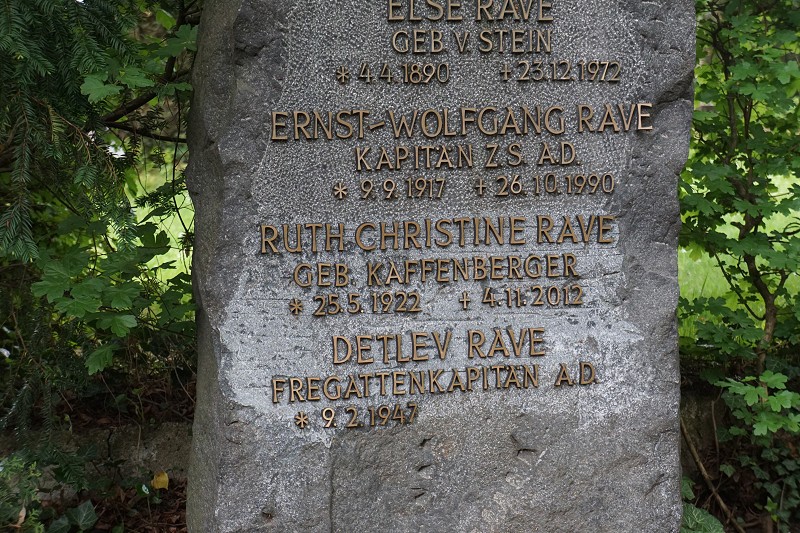 ELSE RAVE
GEB V. STEIN
* 4.4.1890 + 23.12.1972
ERNST-WOLFGANG RAVE
KAPITÄN Z.S. A.D.
* 9.9.1917 + 26.10.1990
RUTH-CHRISTINE RAVE
GEB. KAFFENBERGER
* 25.5.1922 + 4.11.2012
DETLEV RAVE
FREGATTENKAPITÄN A.D.
* 9.2.1947